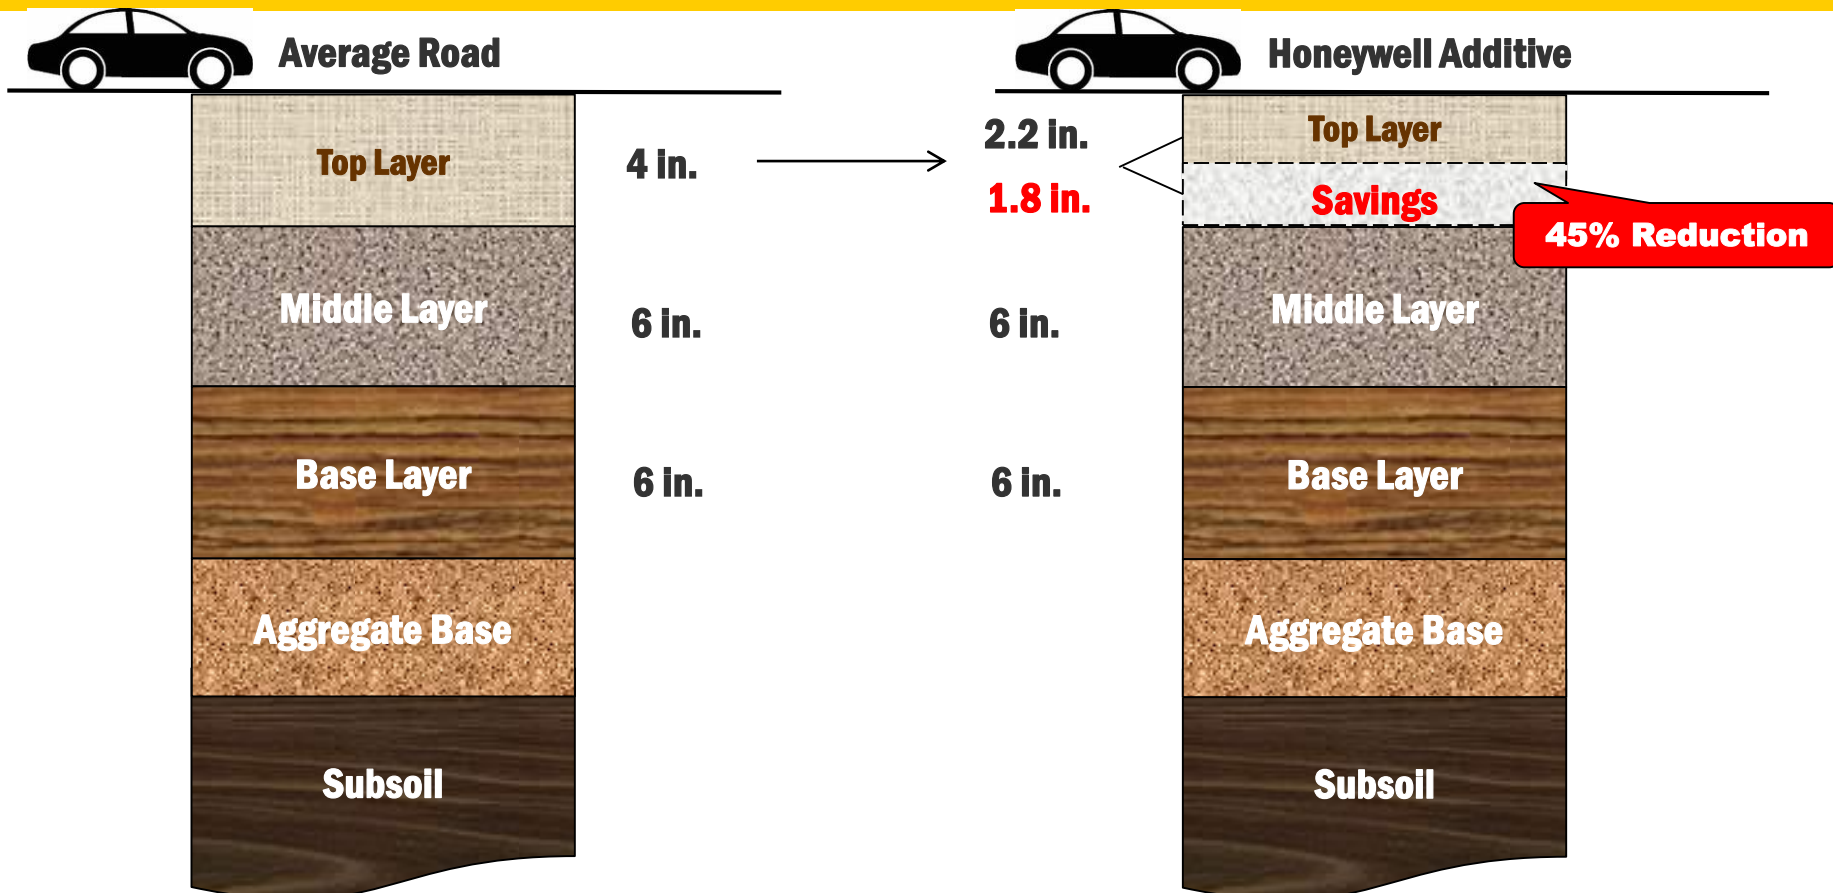 Average Road
Honeywell Additive
Top Layer
4 in.
2.2 in.
1.8 in.
Top Layer
Savings
45% Reduction
Middle Layer
6 in.
6 in.
Middle Layer
Base Layer
6 in.
6 in.
Base Layer
Aggregate Base
Aggregate Base
Subsoil
Subsoil